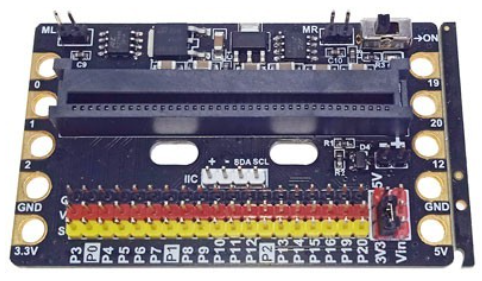 ML
MR
→ON
C9
C10
R3
0
19
1
20
R1
D4
- +
2
12
+ - SDA SCL
IIC
5V
GND
G
GND
V
S
3.3V
P3 P0 P4 P5 P6 P7 P1 P8 P9 P10 P11 P12 P2 P13 P14 P15 P16 P19 P20
3V3
Vin
5V